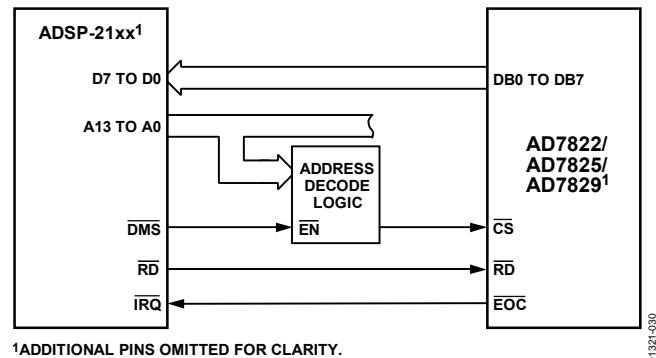 ADSP-21xx¹
D7 TO D0
DB0 TO DB7
A13 TO A0
AD7822/
AD7825/
AD7829¹
ADDRESS
DECODE
LOGIC
DMS
EN
CS
RD
RD
IRQ
EOC
¹ADDITIONAL PINS OMITTED FOR CLARITY.
1321-030